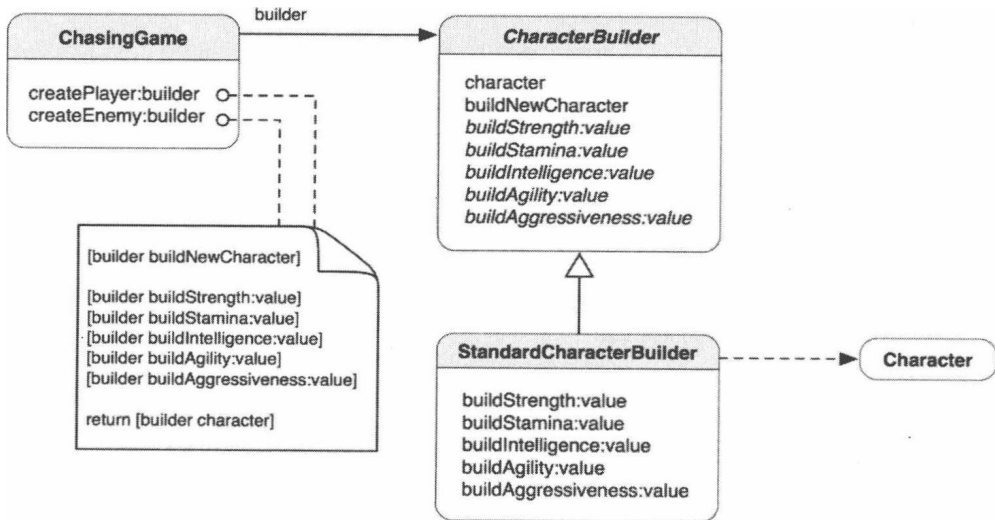 builder
ChasingGame
createPlayer:builder
createEnemy:builder
CharacterBuilder
character
buildNewCharacter
buildStrength:value
buildStamina:value
buildIntelligence:value
buildAgility:value
buildAggressiveness:value
[builder buildNewCharacter]
[builder buildStrength:value]
[builder buildStamina:value]
[builder buildIntelligence:value]
[builder buildAgility:value]
[builder buildAggressiveness:value]
return [builder character]
StandardCharacterBuilder
buildStrength:value
buildStamina:value
buildIntelligence:value
buildAgility:value
buildAggressiveness:value
Character